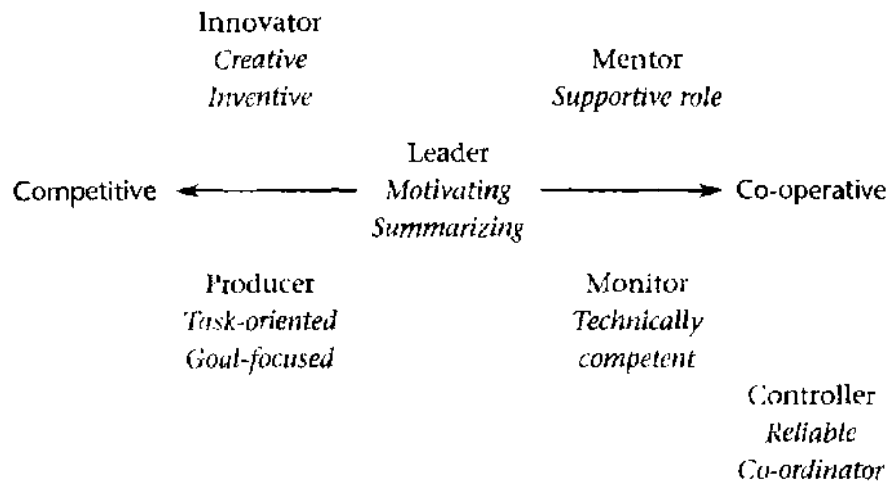 Innovator
Creative
Inventive
Mentor
Supportive role
Leader
Competitive
Motivating
Co-operative
Summarizing
Producer
Task-oriented
Goal-focused
Monitor
Technically
competent
Controller
Reliable
Co-ordinator